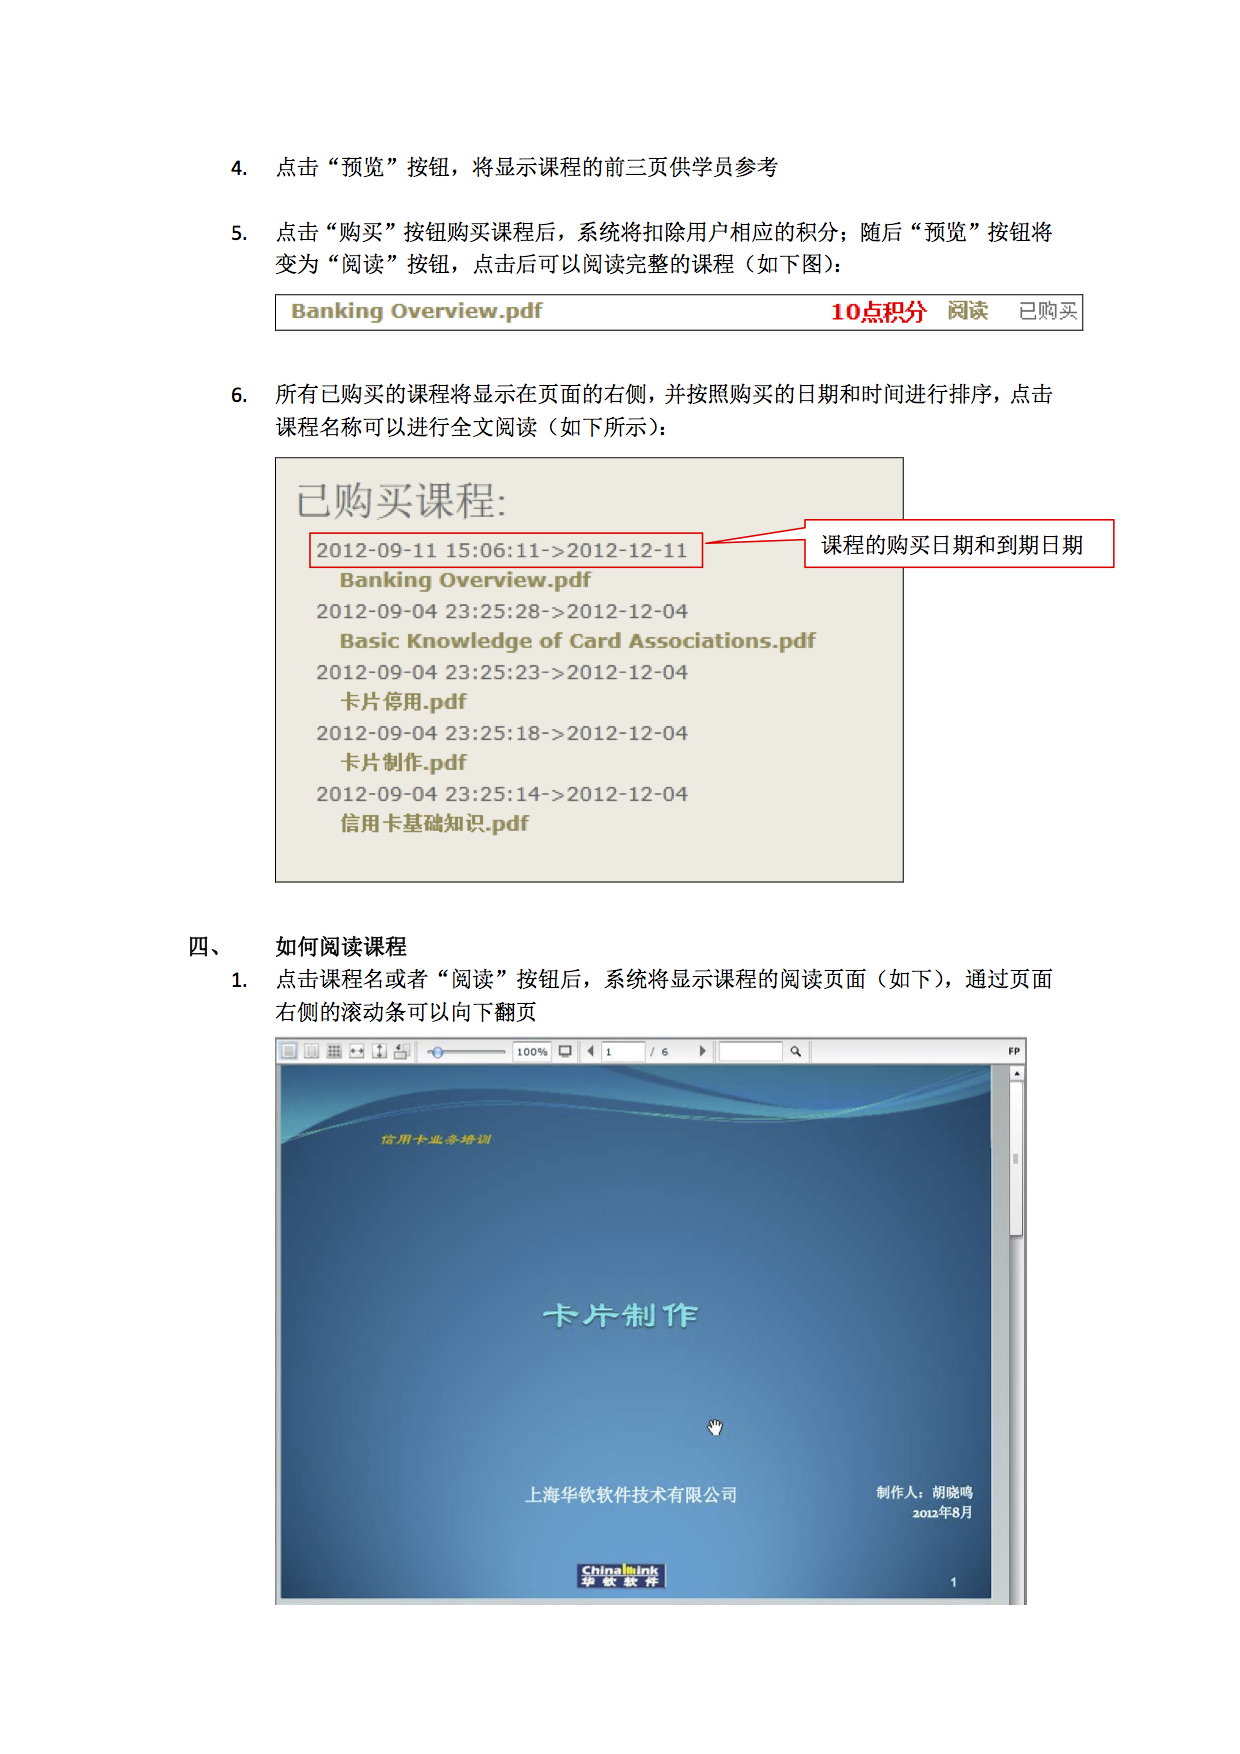 4. 点击“预览”按钮，将显示课程的前三页供学员参考
5. 点击“购买”按钮购买课程后，系统将扣除用户相应的积分；随后“预览”按钮将
变为“阅读”按钮，点击后可以阅读完整的课程（如下图）：
Banking Overview.pdf 10点积分 阅读 已购买
6. 所有已购买的课程将显示在页面的右侧，并按照购买的日期和时间进行排序，点击
课程名称可以进行全文阅读（如下所示）：
已购买课程:
2012-09-11 15:06:11->2012-12-11
课程的购买日期和到期日期
Banking Overview.pdf
2012-09-04 23:25:28->2012-12-04
Basic Knowledge of Card Associations.pdf
2012-09-04 23:25:23->2012-12-04
卡片停用.pdf
2012-09-04 23:25:18->2012-12-04
卡片制作.pdf
2012-09-04 23:25:14->2012-12-04
信用卡基础知识.pdf
四、 如何阅读课程
1. 点击课程名或者“阅读”按钮后，系统将显示课程的阅读页面（如下），通过页面
右侧的滚动条可以向下翻页
100% 1 / 6 FP
信用卡业务培训
卡片制作
上海华钦软件技术有限公司
制作人：胡晓鸣
2012年8月
Chinalink
华钦软件
1